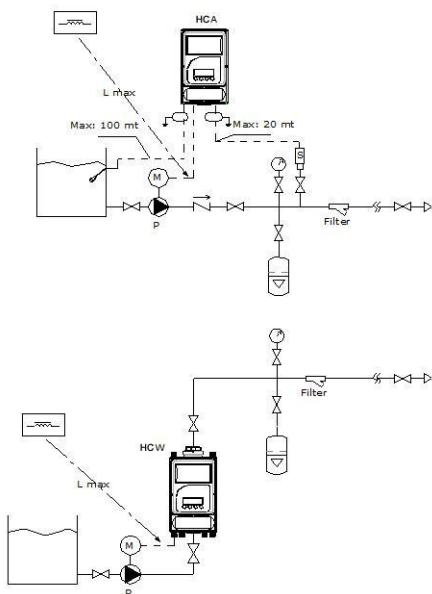 HCA
L max
Max: 100 mt
Max: 20 mt
S
M
P
Filter
HCW
Filter
L max
M
P